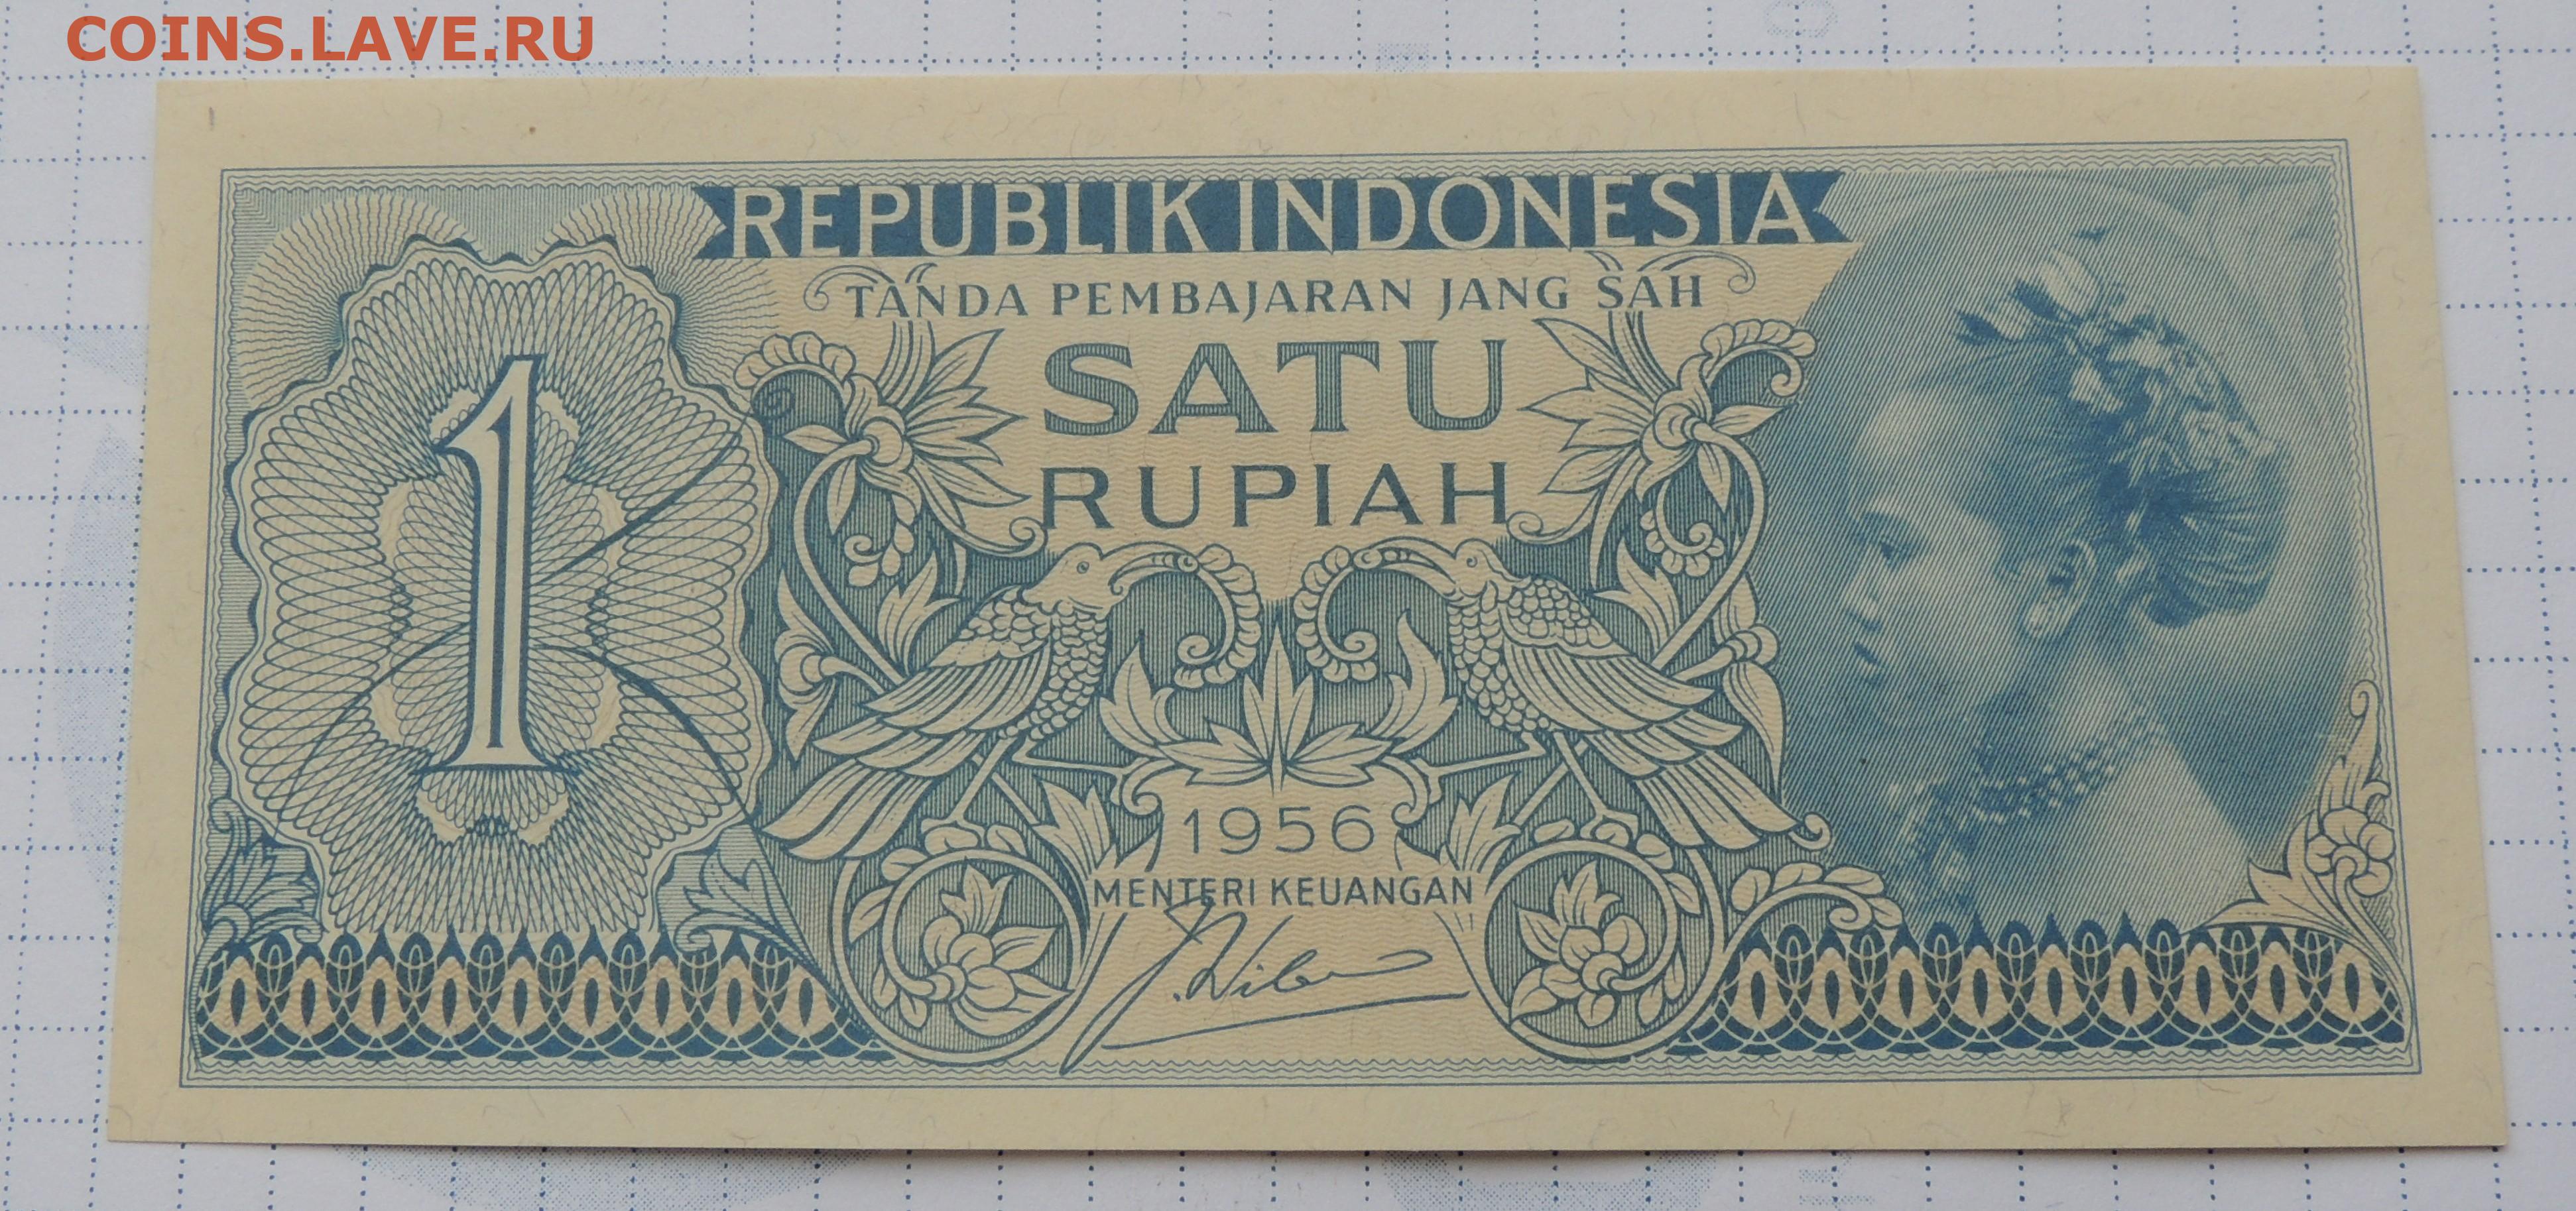 COINS.LAVE.RU
REPUBLIK INDONESIA
TANDA PEMBAJARAN JANG SAH
SATU
RUPIAH
1
1956
MENTERI KEUANGAN